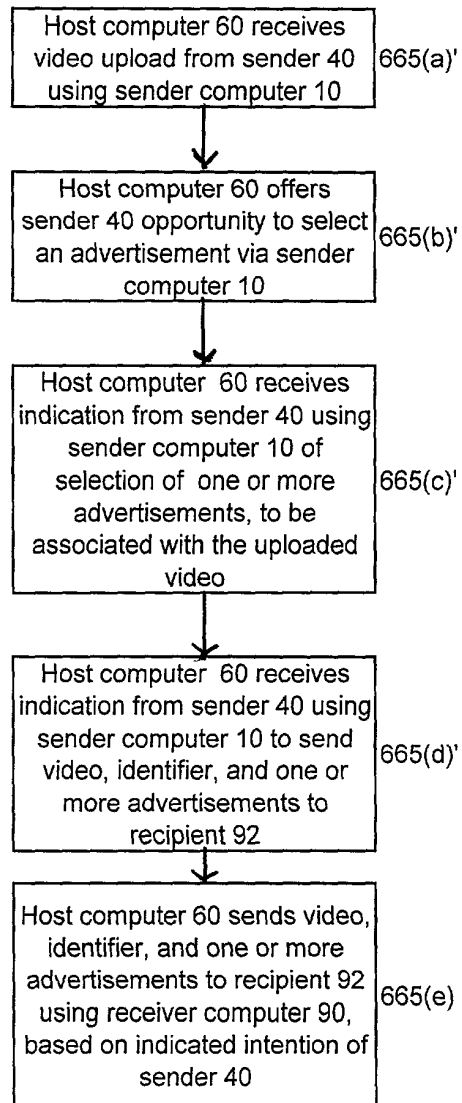 Host computer 60 receives
video upload from sender 40
using sender computer 10
665(a)'
Host computer 60 offers
sender 40 opportunity to select
an advertisement via sender
computer 10
665(b)'
Host computer 60 receives
indication from sender 40 using
sender computer 10 of
selection of one or more
advertisements, to be
associated with the uploaded
video
665(c)'
Host computer 60 receives
indication from sender 40 using
sender computer 10 to send
video, identifier, and one or
more advertisements to
recipient 92
665(d)'
Host computer 60 sends video,
identifier, and one or more
advertisements to recipient 92
using receiver computer 90,
based on indicated intention of
sender 40
665(e)